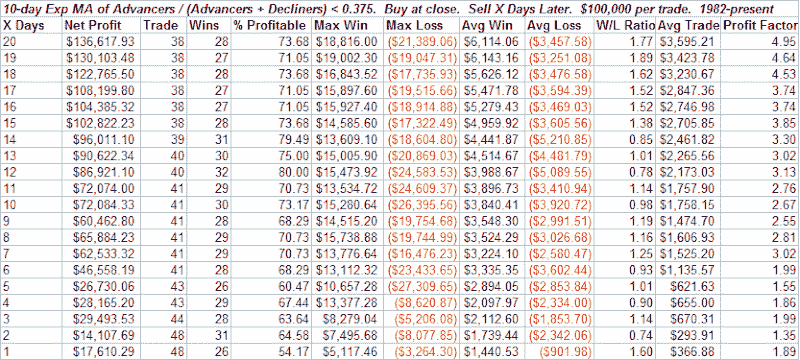 10-day Exp MA of Advancers / (Advancers + Decliners) < 0.375. Buy at close. Sell X Days Later. $100,000 per trade. 1982-present
X Days Net Profit Trade Wins % Profitable Max Win Max Loss Avg Win Avg Loss W/L Ratio Avg Trade Profit Factor
20 $136,617.93 38 28 73.68 $18,816.00 ($21,389.06) $6,114.06 ($3,457.58) 1.77 $3,595.21 4.95
19 $130,103.48 38 27 71.05 $19,002.30 ($19,047.31) $6,143.16 ($3,251.08) 1.89 $3,423.78 4.64
18 $122,765.50 38 28 73.68 $16,843.52 ($17,735.93) $5,626.12 ($3,476.58) 1.62 $3,230.67 4.53
17 $108,199.80 38 27 71.05 $15,897.60 ($19,515.66) $5,471.78 ($3,594.39) 1.52 $2,847.36 3.74
16 $104,385.32 38 27 71.05 $15,927.40 ($18,914.88) $5,279.43 ($3,469.03) 1.52 $2,746.98 3.74
15 $102,822.23 38 28 73.68 $14,585.60 ($17,322.49) $4,959.92 ($3,605.56) 1.38 $2,705.85 3.85
14 $96,011.10 39 31 79.49 $13,609.10 ($18,604.80) $4,441.87 ($5,210.85) 0.85 $2,461.82 3.30
13 $90,622.34 40 30 75.00 $15,005.90 ($20,869.03) $4,514.67 ($4,481.79) 1.01 $2,265.56 3.02
12 $86,921.10 40 32 80.00 $15,473.92 ($24,583.53) $3,988.67 ($5,089.55) 0.78 $2,173.03 3.13
11 $72,074.00 41 29 70.73 $13,534.72 ($24,609.37) $3,896.73 ($3,410.94) 1.14 $1,757.90 2.76
10 $72,084.33 41 30 73.17 $15,260.64 ($26,395.56) $3,840.41 ($3,920.72) 0.98 $1,758.15 2.67
9 $60,462.80 41 28 68.29 $14,515.20 ($19,754.68) $3,548.30 ($2,991.51) 1.19 $1,474.70 2.55
8 $65,884.23 41 29 70.73 $15,738.88 ($19,744.99) $3,524.29 ($3,026.68) 1.16 $1,606.93 2.81
7 $62,533.32 41 29 70.73 $13,776.64 ($16,476.23) $3,224.10 ($2,580.47) 1.25 $1,525.20 3.02
6 $46,558.19 41 28 68.29 $13,112.32 ($23,433.65) $3,335.35 ($3,602.44) 0.93 $1,135.56 1.99
5 $26,730.06 43 26 60.47 $10,657.28 ($27,309.65) $2,894.05 ($2,853.84) 1.01 $621.63 1.55
4 $28,165.20 43 29 67.44 $13,377.28 ($8,620.87) $2,097.97 ($2,334.00) 0.90 $655.00 1.86
3 $29,493.53 44 28 63.64 $8,279.04 ($5,206.08) $2,112.60 ($1,853.70) 1.14 $670.31 1.99
2 $14,107.69 48 31 64.58 $7,495.68 ($8,077.85) $1,739.44 ($2,342.06) 0.74 $293.91 1.35
1 $17,610.29 48 26 54.17 $5,117.46 ($3,264.30) $1,440.53 ($901.98) 1.60 $366.88 1.89